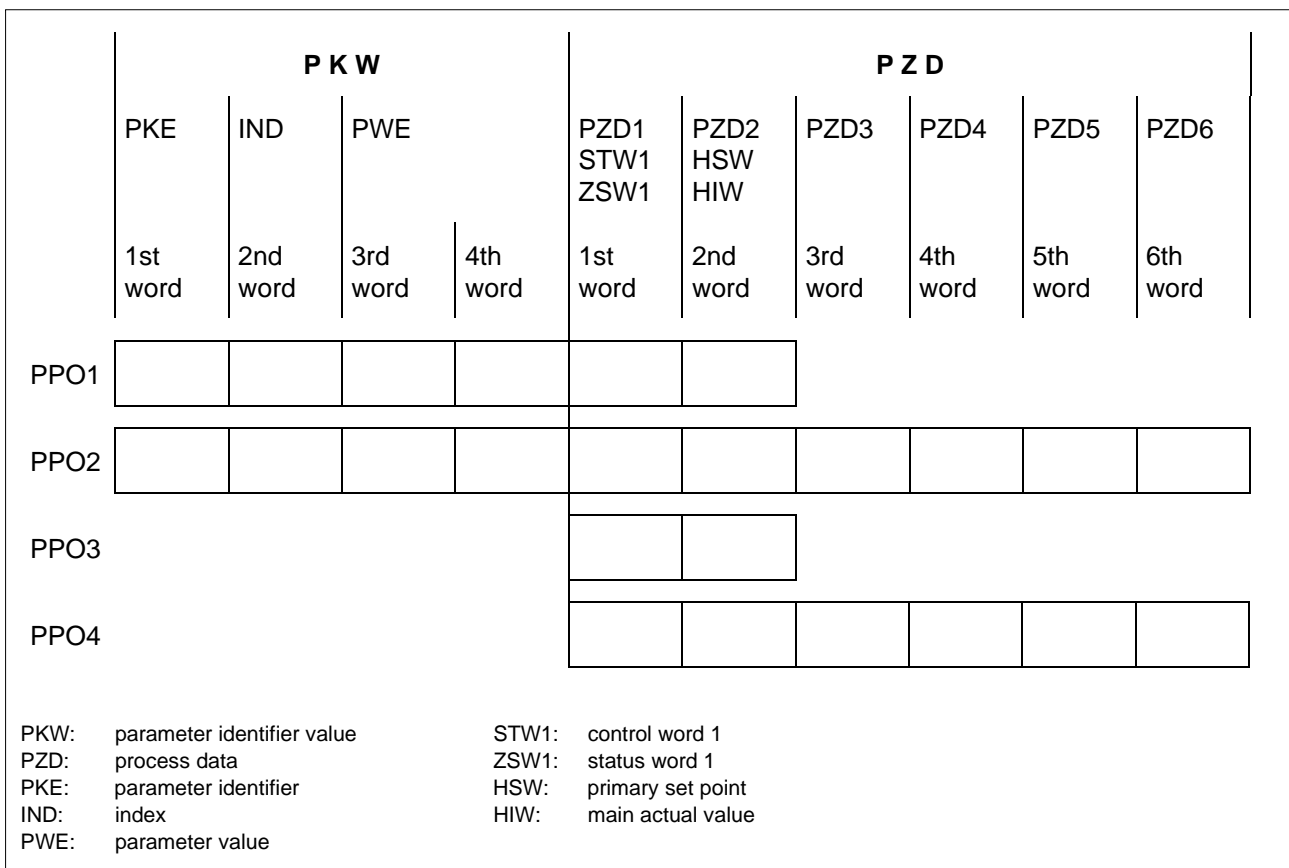 P K W P Z D
PKE IND PWE PZD1 PZD2 PZD3 PZD4 PZD5 PZD6
STW1 HSW
ZSW1 HIW
1st 2nd 3rd 4th 1st 2nd 3rd 4th 5th 6th
word word word word word word word word word word
PPO1
PPO2
PPO3
PPO4
PKW: parameter identifier value STW1: control word 1
PZD: process data ZSW1: status word 1
PKE: parameter identifier HSW: primary set point
IND: index HIW: main actual value
PWE: parameter value